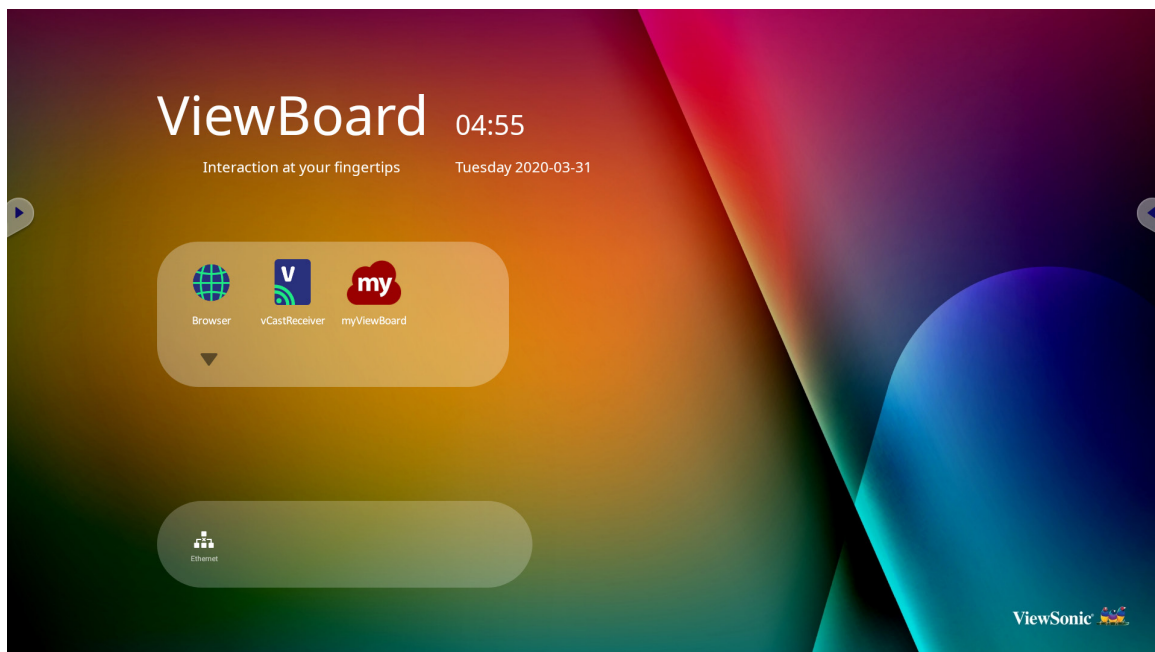 ViewBoard 04:55
Interaction at your fingertips Tuesday 2020-03-31
V my
Browser vCastReceiver myViewBoard
Ethernet
ViewSonic